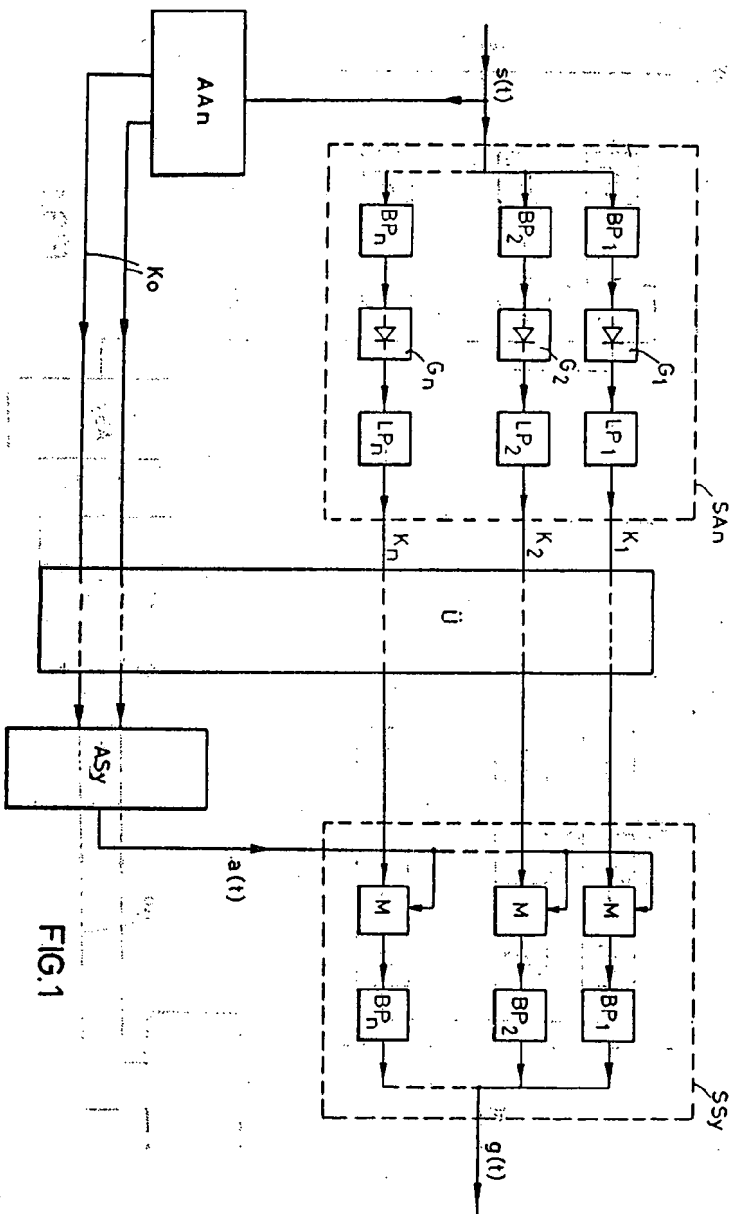 s(t)
SAn
BP₁
G₁
LP₁
K₁
BP₂
G₂
LP₂
K₂
BPₙ
Gₙ
LPₙ
Kₙ
AAn
Ko
Ü
ASy
a(t)
SSy
M
BP₁
M
BP₂
M
BPₙ
g(t)
FIG.1